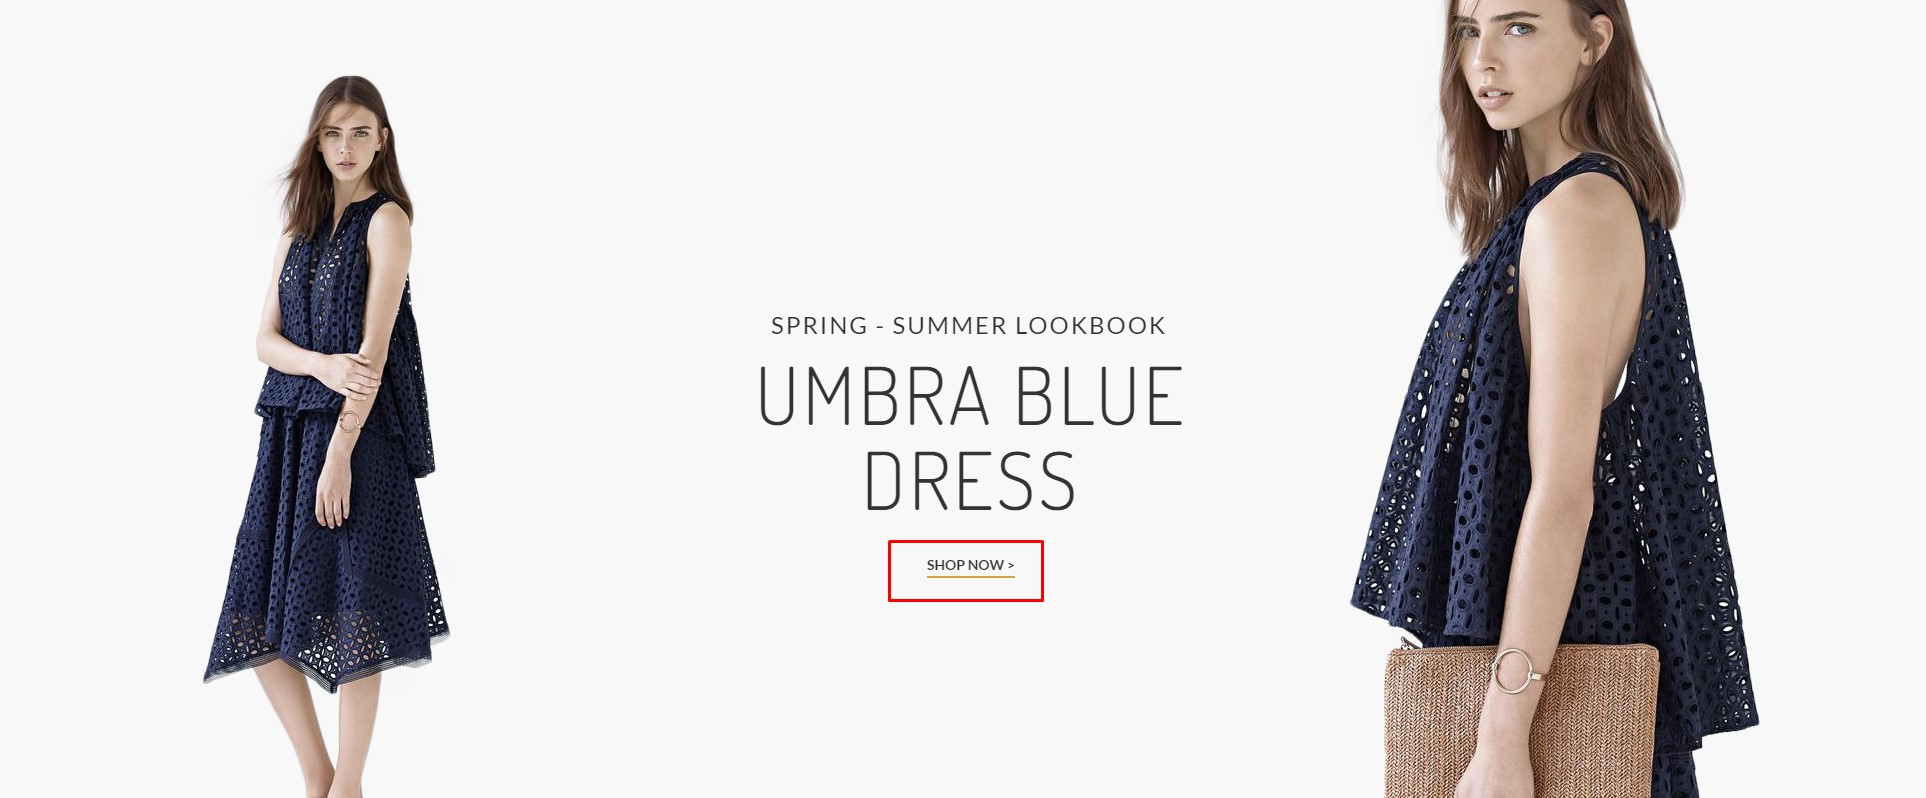 SPRING - SUMMER LOOKBOOK
UMBRA BLUE
DRESS
SHOP NOW >